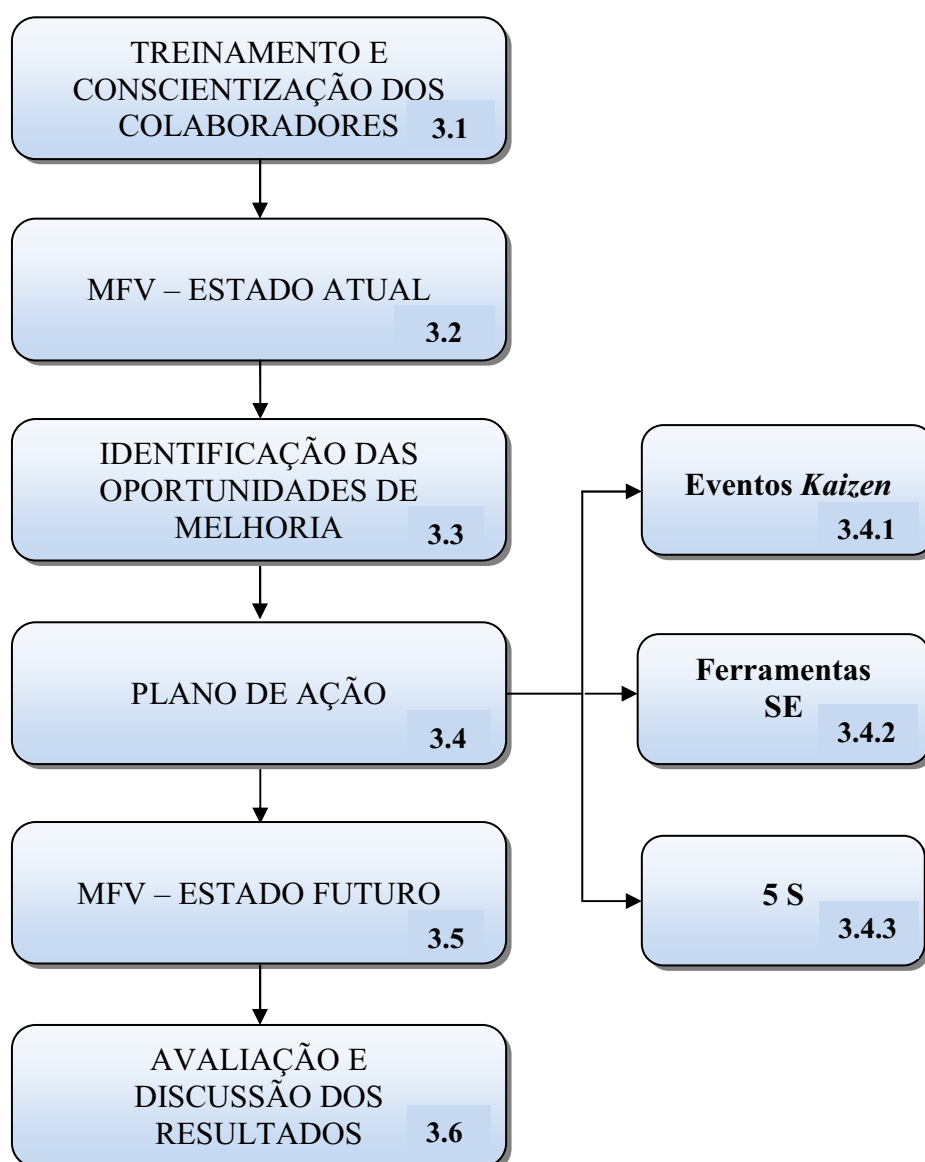 TREINAMENTO E
CONSCIENTIZAÇÃO DOS
COLABORADORES 3.1
MFV – ESTADO ATUAL
3.2
IDENTIFICAÇÃO DAS
OPORTUNIDADES DE
MELHORIA 3.3
PLANO DE AÇÃO
3.4
Eventos Kaizen
3.4.1
Ferramentas
SE
3.4.2
5 S
3.4.3
MFV – ESTADO FUTURO
3.5
AVALIAÇÃO E
DISCUSSÃO DOS
RESULTADOS 3.6